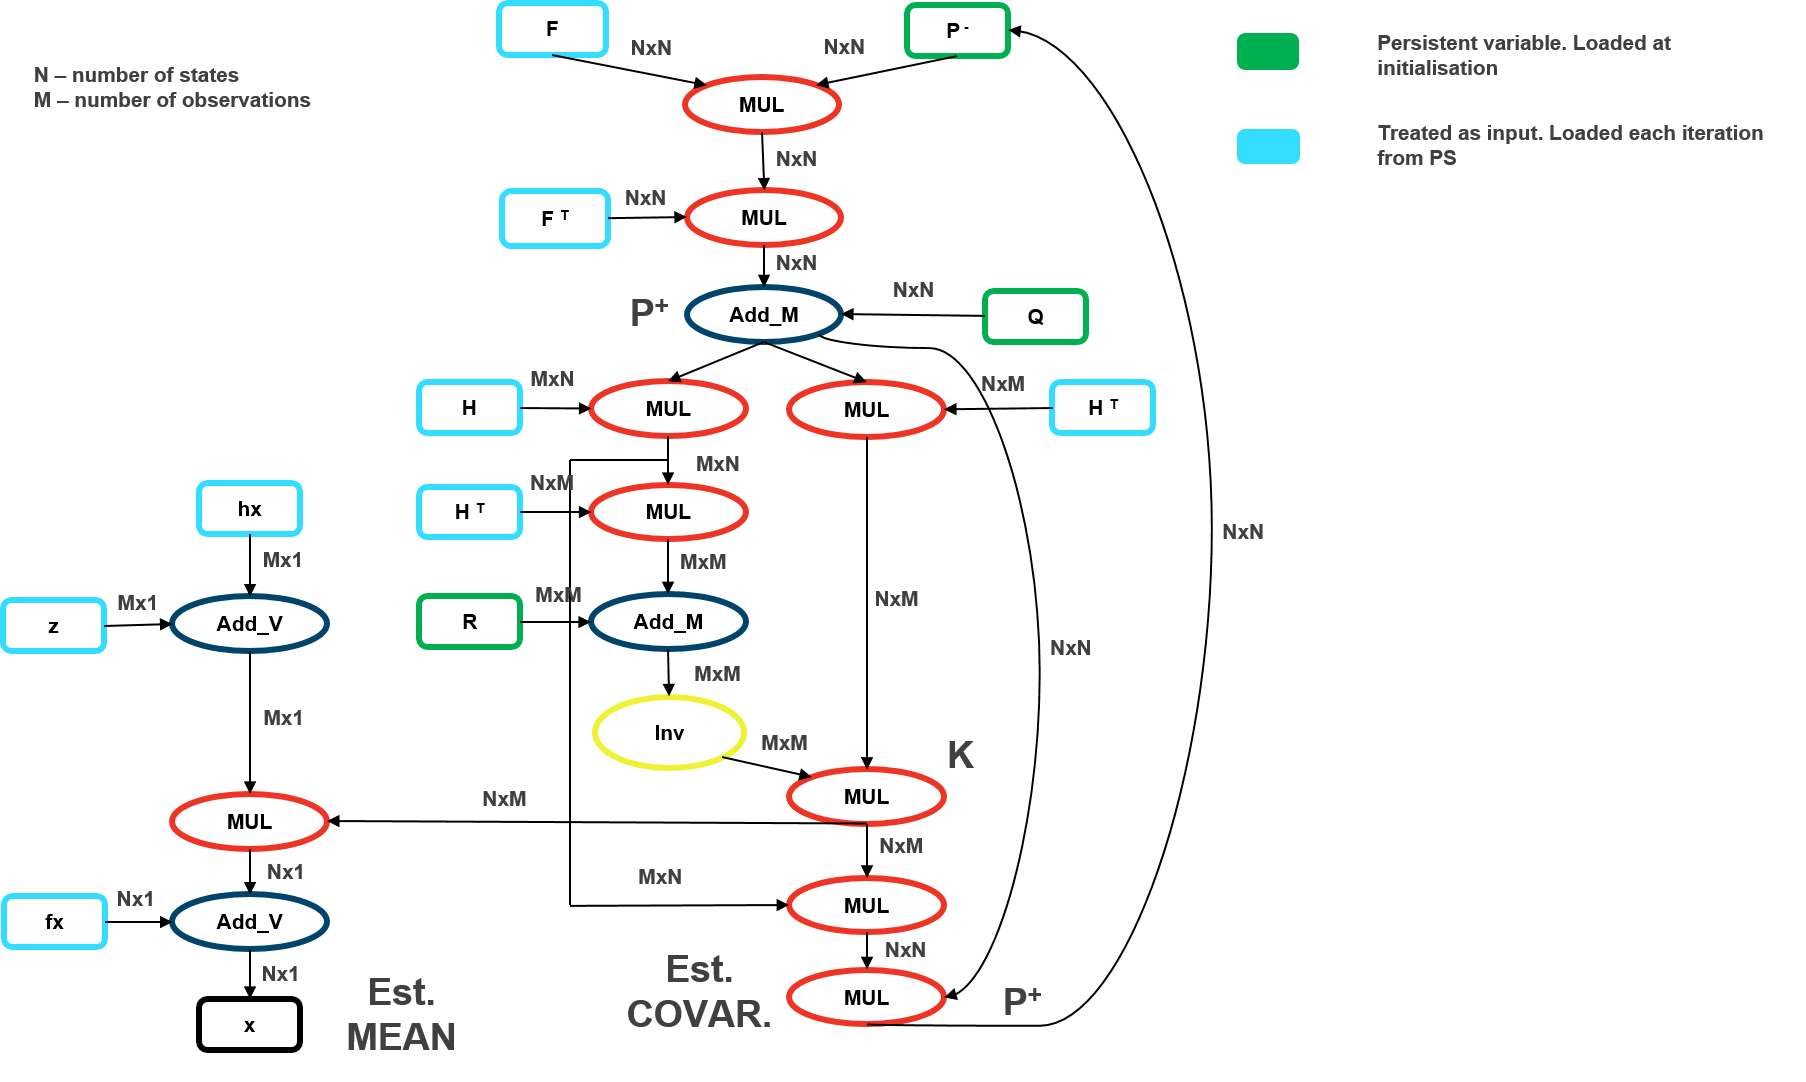 F
P -
NxN
NxN
Persistent variable. Loaded at
initialisation
N – number of states
M – number of observations
MUL
Treated as input. Loaded each iteration
from PS
NxN
F T
NxN
MUL
NxN
P+
Add_M
NxN
Q
H
MxN
MUL
MUL
NxM
H T
MxN
hx
H T
NxM
MUL
NxN
Mx1
MxM
z
Mx1
Add_V
R
MxM
Add_M
NxM
NxN
MxM
Mx1
Inv
MxM
K
MUL
NxM
MUL
NxM
Nx1
MxN
fx
Nx1
Add_V
MUL
NxN
Nx1
Est.
MEAN
Est.
COVAR.
MUL
P+
x